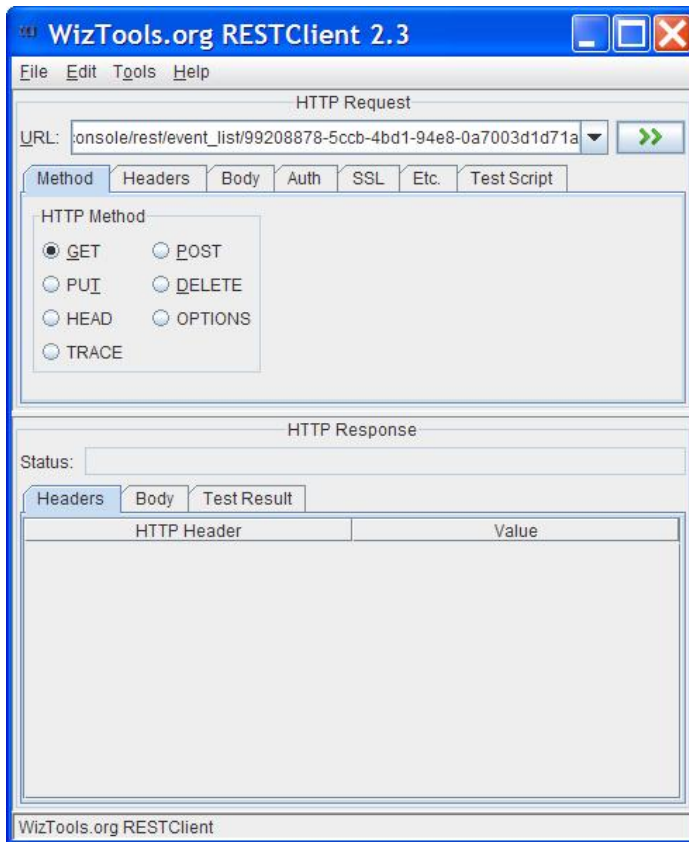 WizTools.org RESTClient 2.3
File Edit Tools Help
HTTP Request
URL: :onsole/rest/event_list/99208878-5ccb-4bd1-94e8-0a7003d1d71a >>
Method Headers Body Auth SSL Etc. Test Script
HTTP Method
GET POST
PUT DELETE
HEAD OPTIONS
TRACE
HTTP Response
Status:
Headers Body Test Result
HTTP Header Value
WizTools.org RESTClient